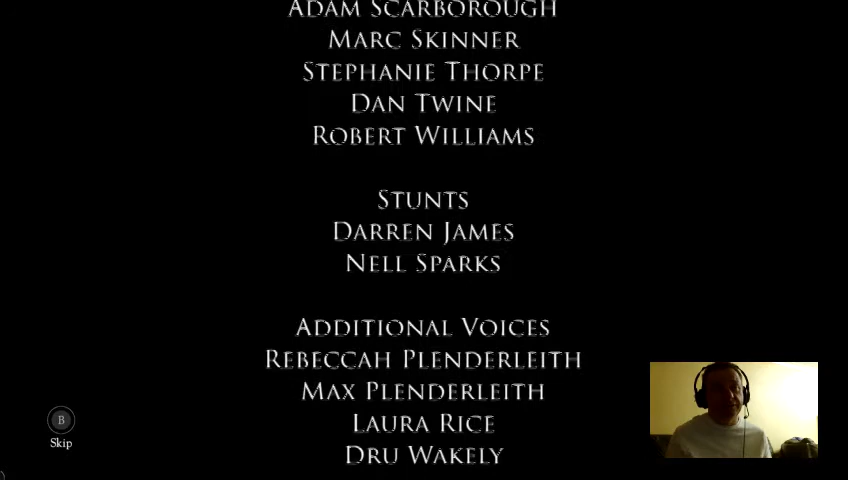 Adam Scarborough
Marc Skinner
Stephanie Thorpe
Dan Twine
Robert Williams
Stunts
Darren James
Nell Sparks
Additional Voices
Rebeccah Plenderleith
Max Plenderleith
Laura Rice
Dru Wakely
B
Skip